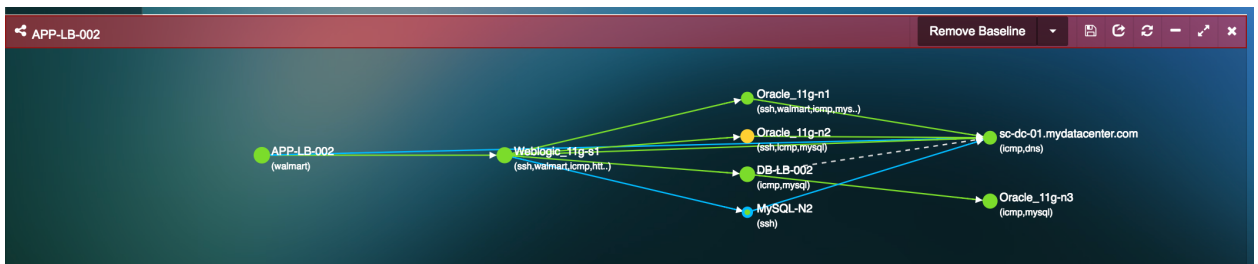 APP-LB-002
Remove Baseline
Oracle_11g-n1
(ssh,walmart,icmp,mys..)
Oracle_11g-n2
(ssh,icmp,mysql)
sc-dc-01.mydatacenter.com
(icmp,dns)
APP-LB-002
(walmart)
Weblogic_11g-s1
(ssh,walmart,icmp,htt..)
DB-LB-002
(icmp,mysql)
Oracle_11g-n3
(icmp,mysql)
MySQL-N2
(ssh)